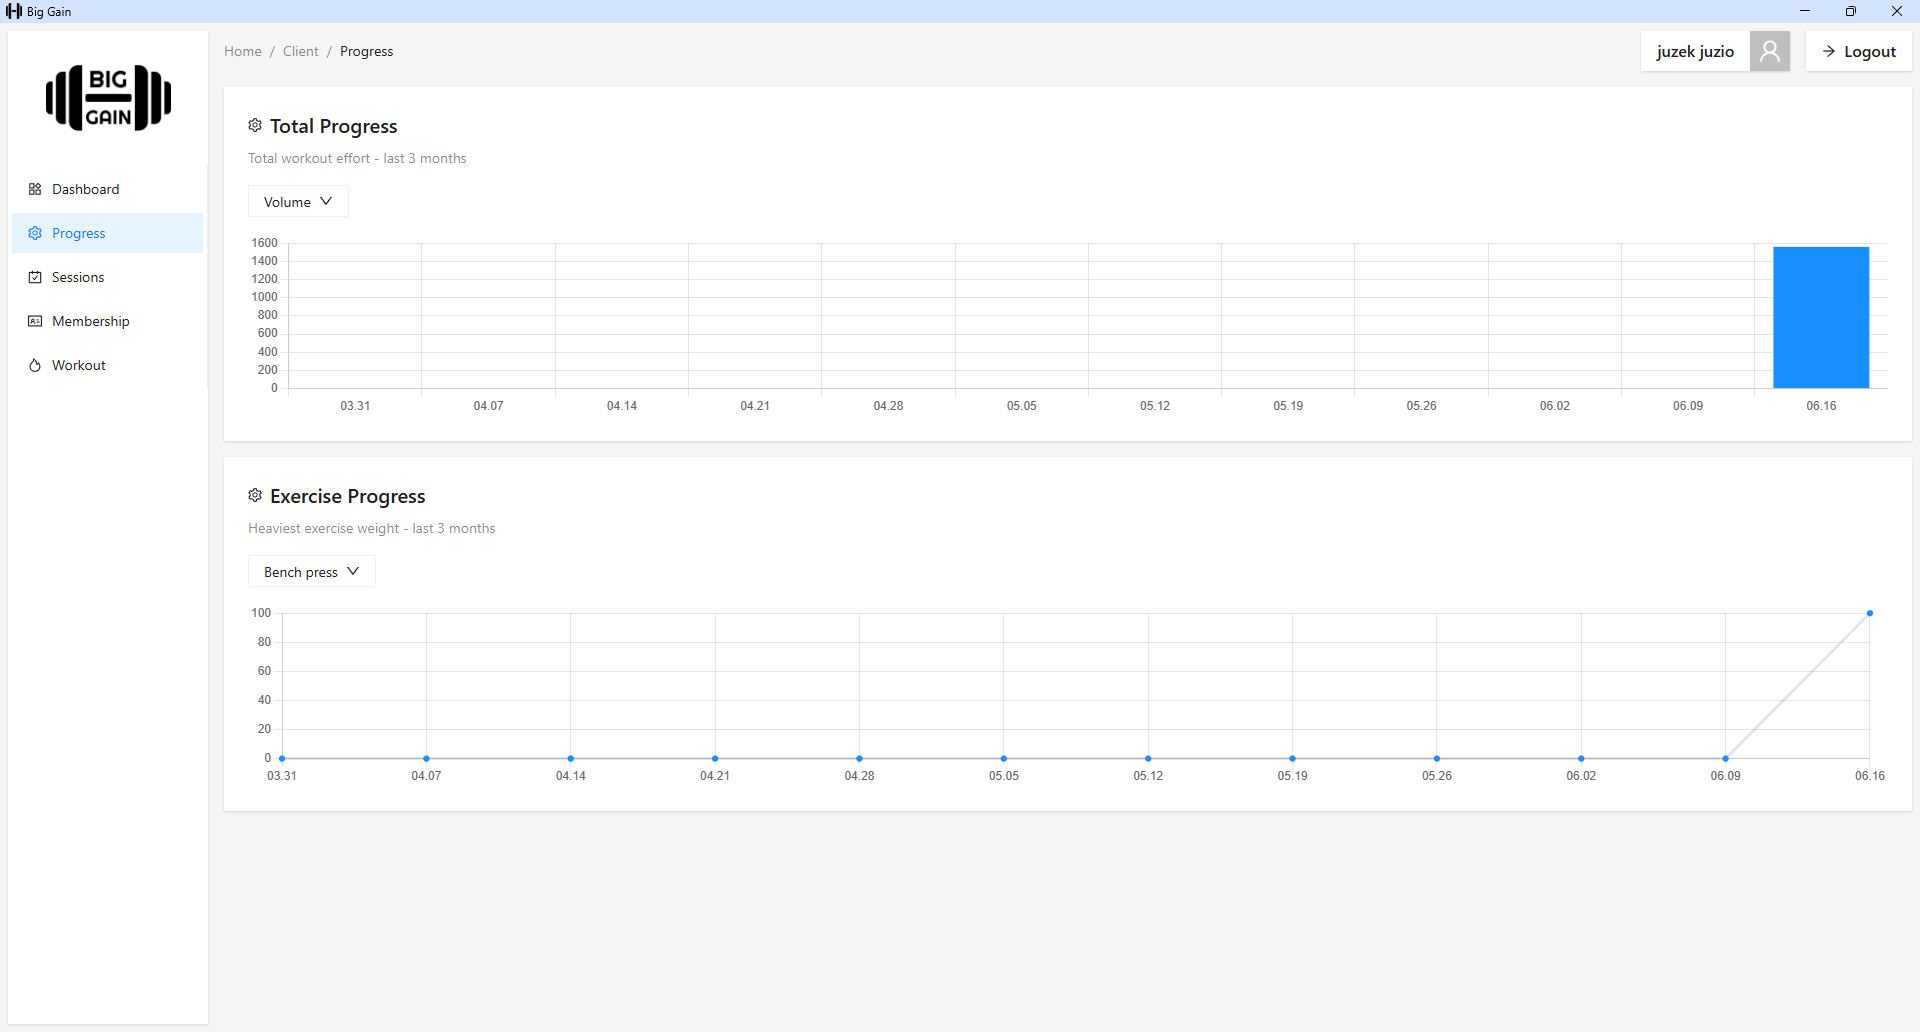 Big Gain
BIG
GAIN
Dashboard
Progress
Sessions
Membership
Workout
Home / Client / Progress
juzek juzio
Logout
Total Progress
Total workout effort - last 3 months
Volume
1600
1400
1200
1000
800
600
400
200
0
03.31 04.07 04.14 04.21 04.28 05.05 05.12 05.19 05.26 06.02 06.09 06.16
Exercise Progress
Heaviest exercise weight - last 3 months
Bench press
100
80
60
40
20
0
03.31 04.07 04.14 04.21 04.28 05.05 05.12 05.19 05.26 06.02 06.09 06.16